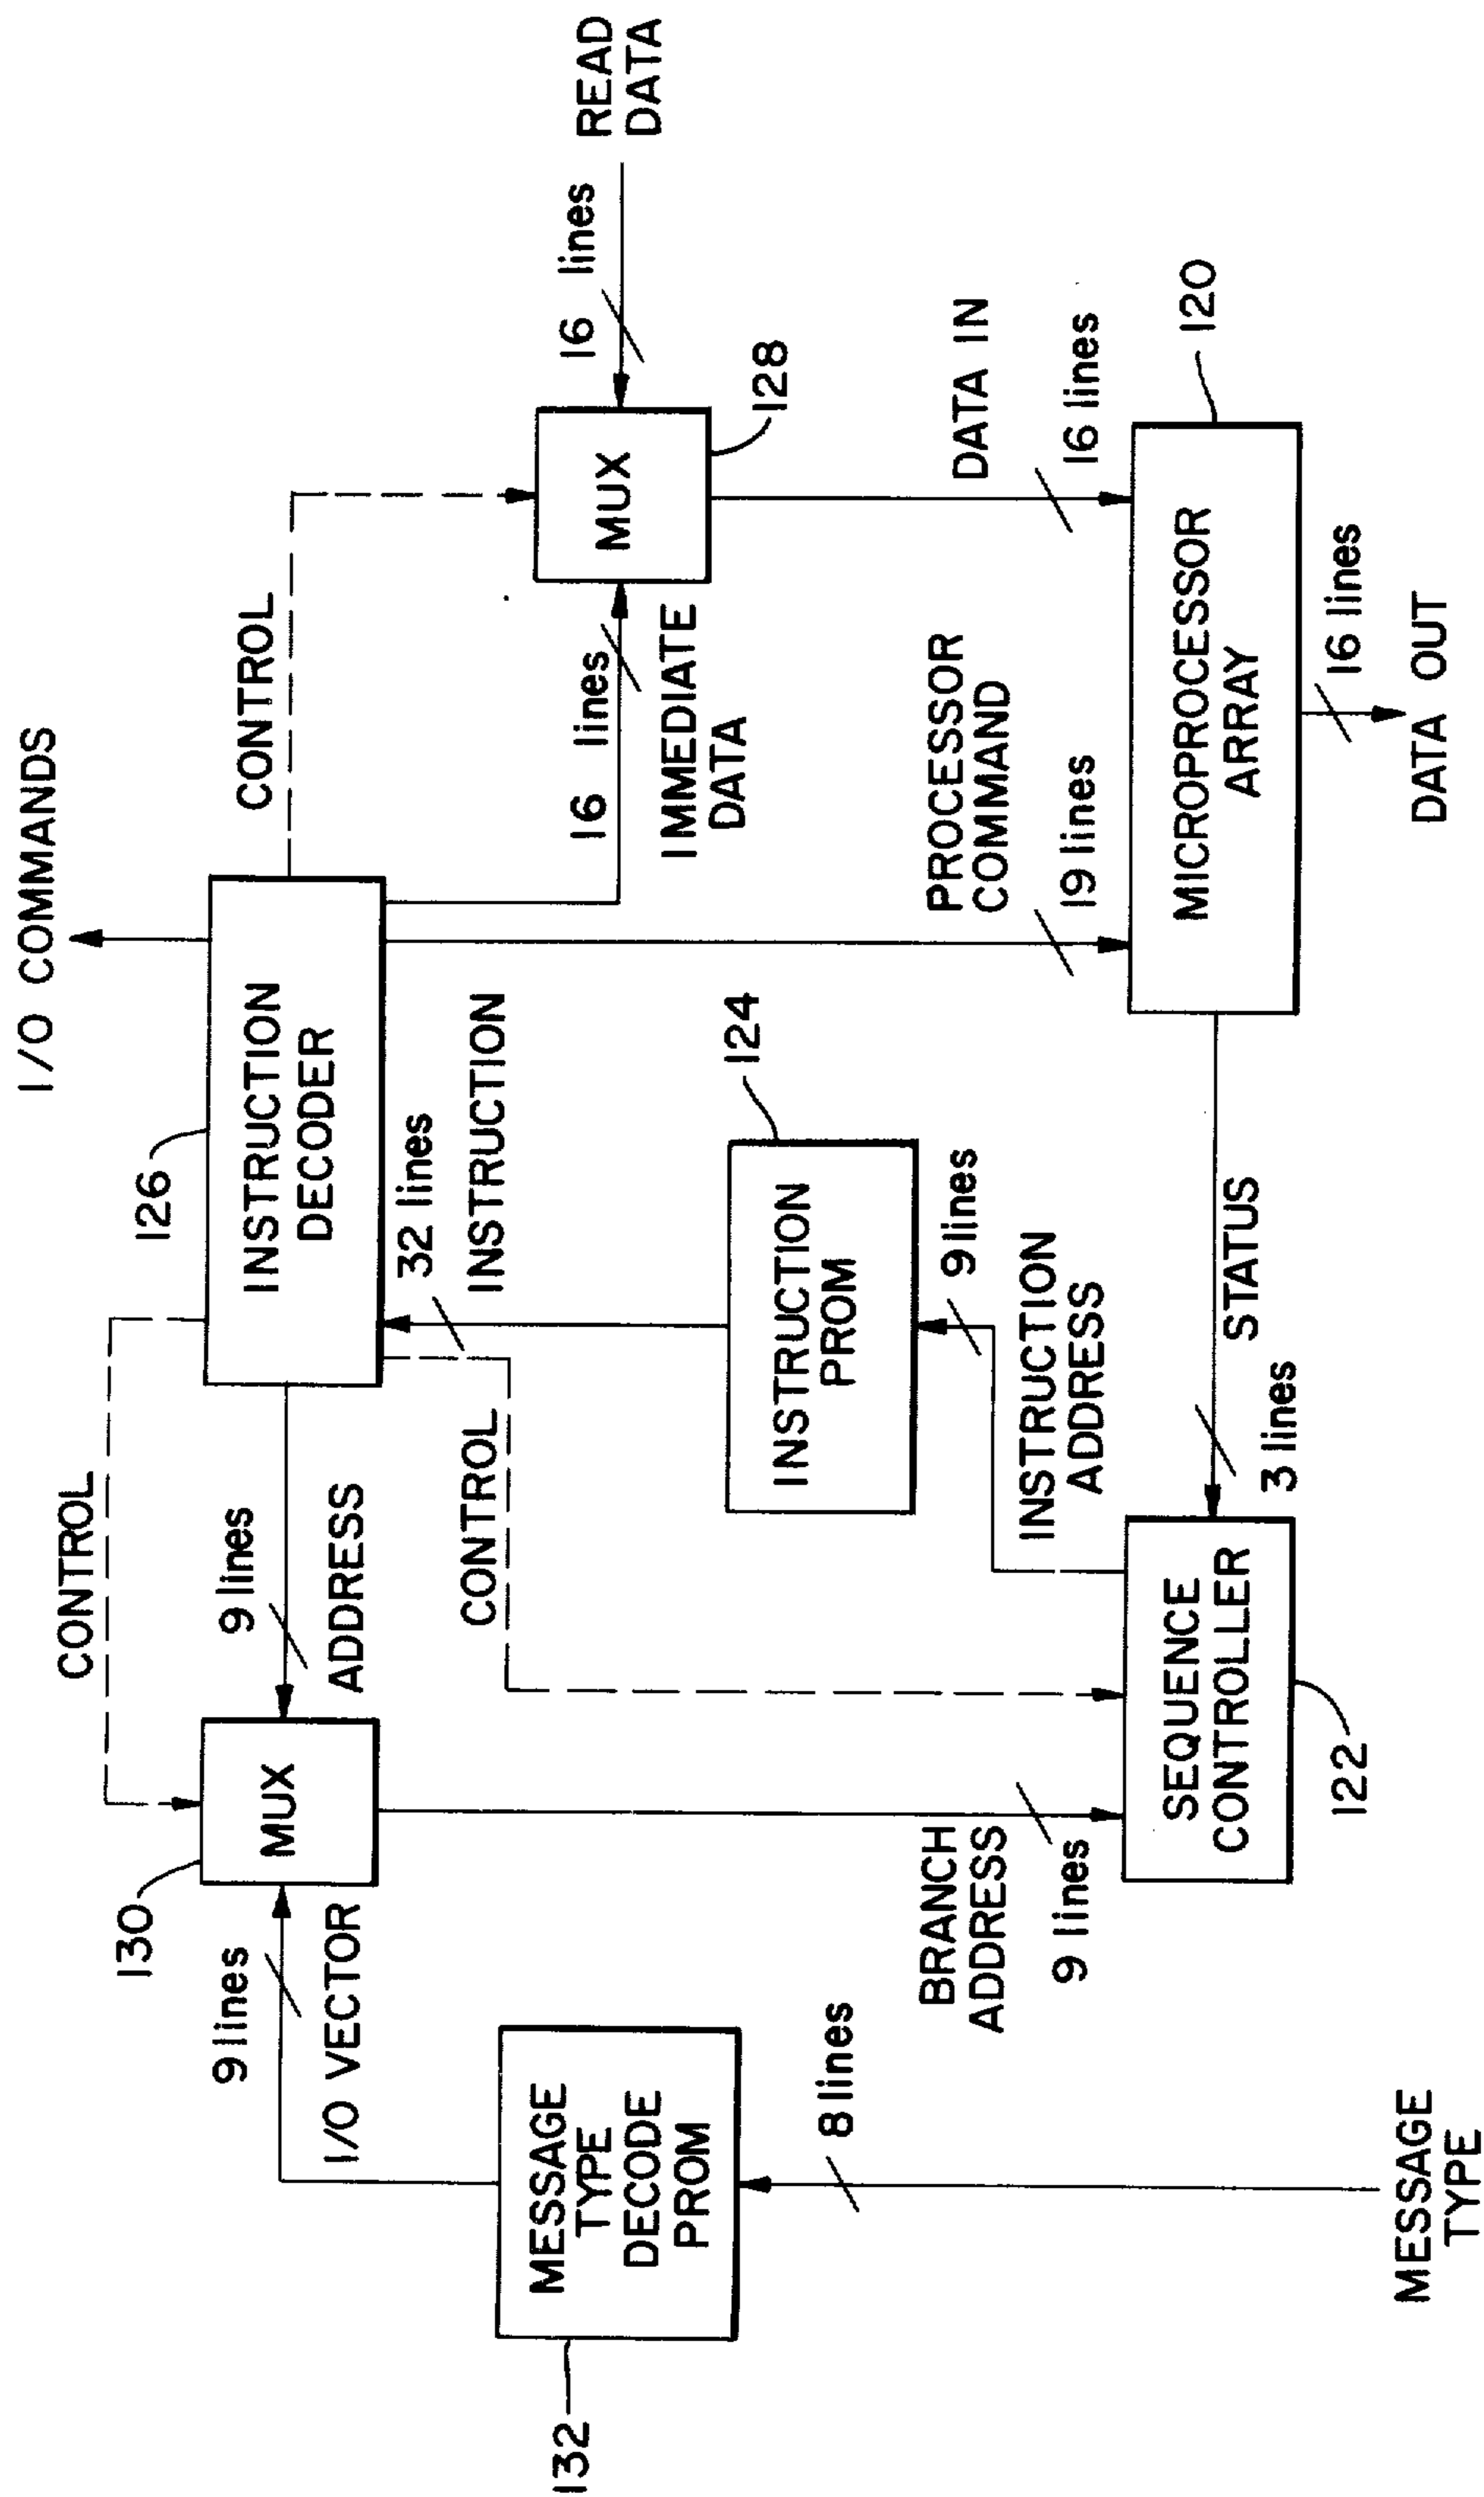 I/O COMMANDS
CONTROL
126
INSTRUCTION
DECODER
CONTROL
130
MUX
9 lines
ADDRESS
9 lines
I/O VECTOR
CONTROL
32 lines
INSTRUCTION
16 lines
IMMEDIATE
DATA
MUX
128
16 lines
READ
DATA
132
MESSAGE
TYPE
DECODE
PROM
8 lines
MESSAGE
TYPE
BRANCH
ADDRESS
9 lines
INSTRUCTION
PROM
124
9 lines
INSTRUCTION
ADDRESS
PROCESSOR
COMMAND
19 lines
DATA IN
16 lines
SEQUENCE
CONTROLLER
122
STATUS
3 lines
MICROPROCESSOR
ARRAY
120
16 lines
DATA OUT